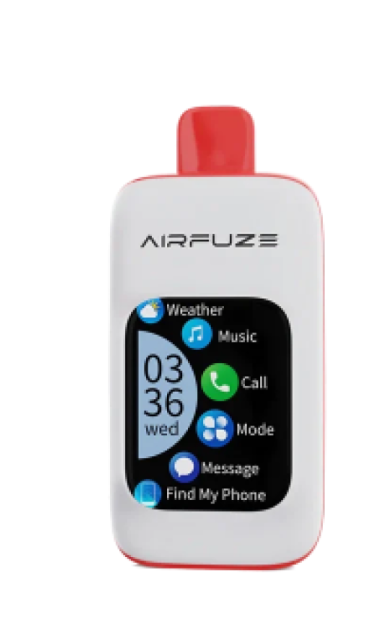 AIRFUZE
Weather
Music
03
36
wed
Call
Mode
Message
Find My Phone